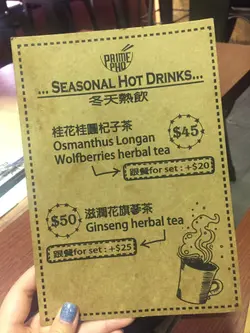 PRIME
PHO
... SEASONAL HOT DRINKS...
冬天熱飲
桂花桂圓杞子茶
$45
Osmanthus Longan
Wolfberries herbal tea
跟餐for set : +$20
$50
滋潤花旗蔘茶
Ginseng herbal tea
跟餐for set : +$25